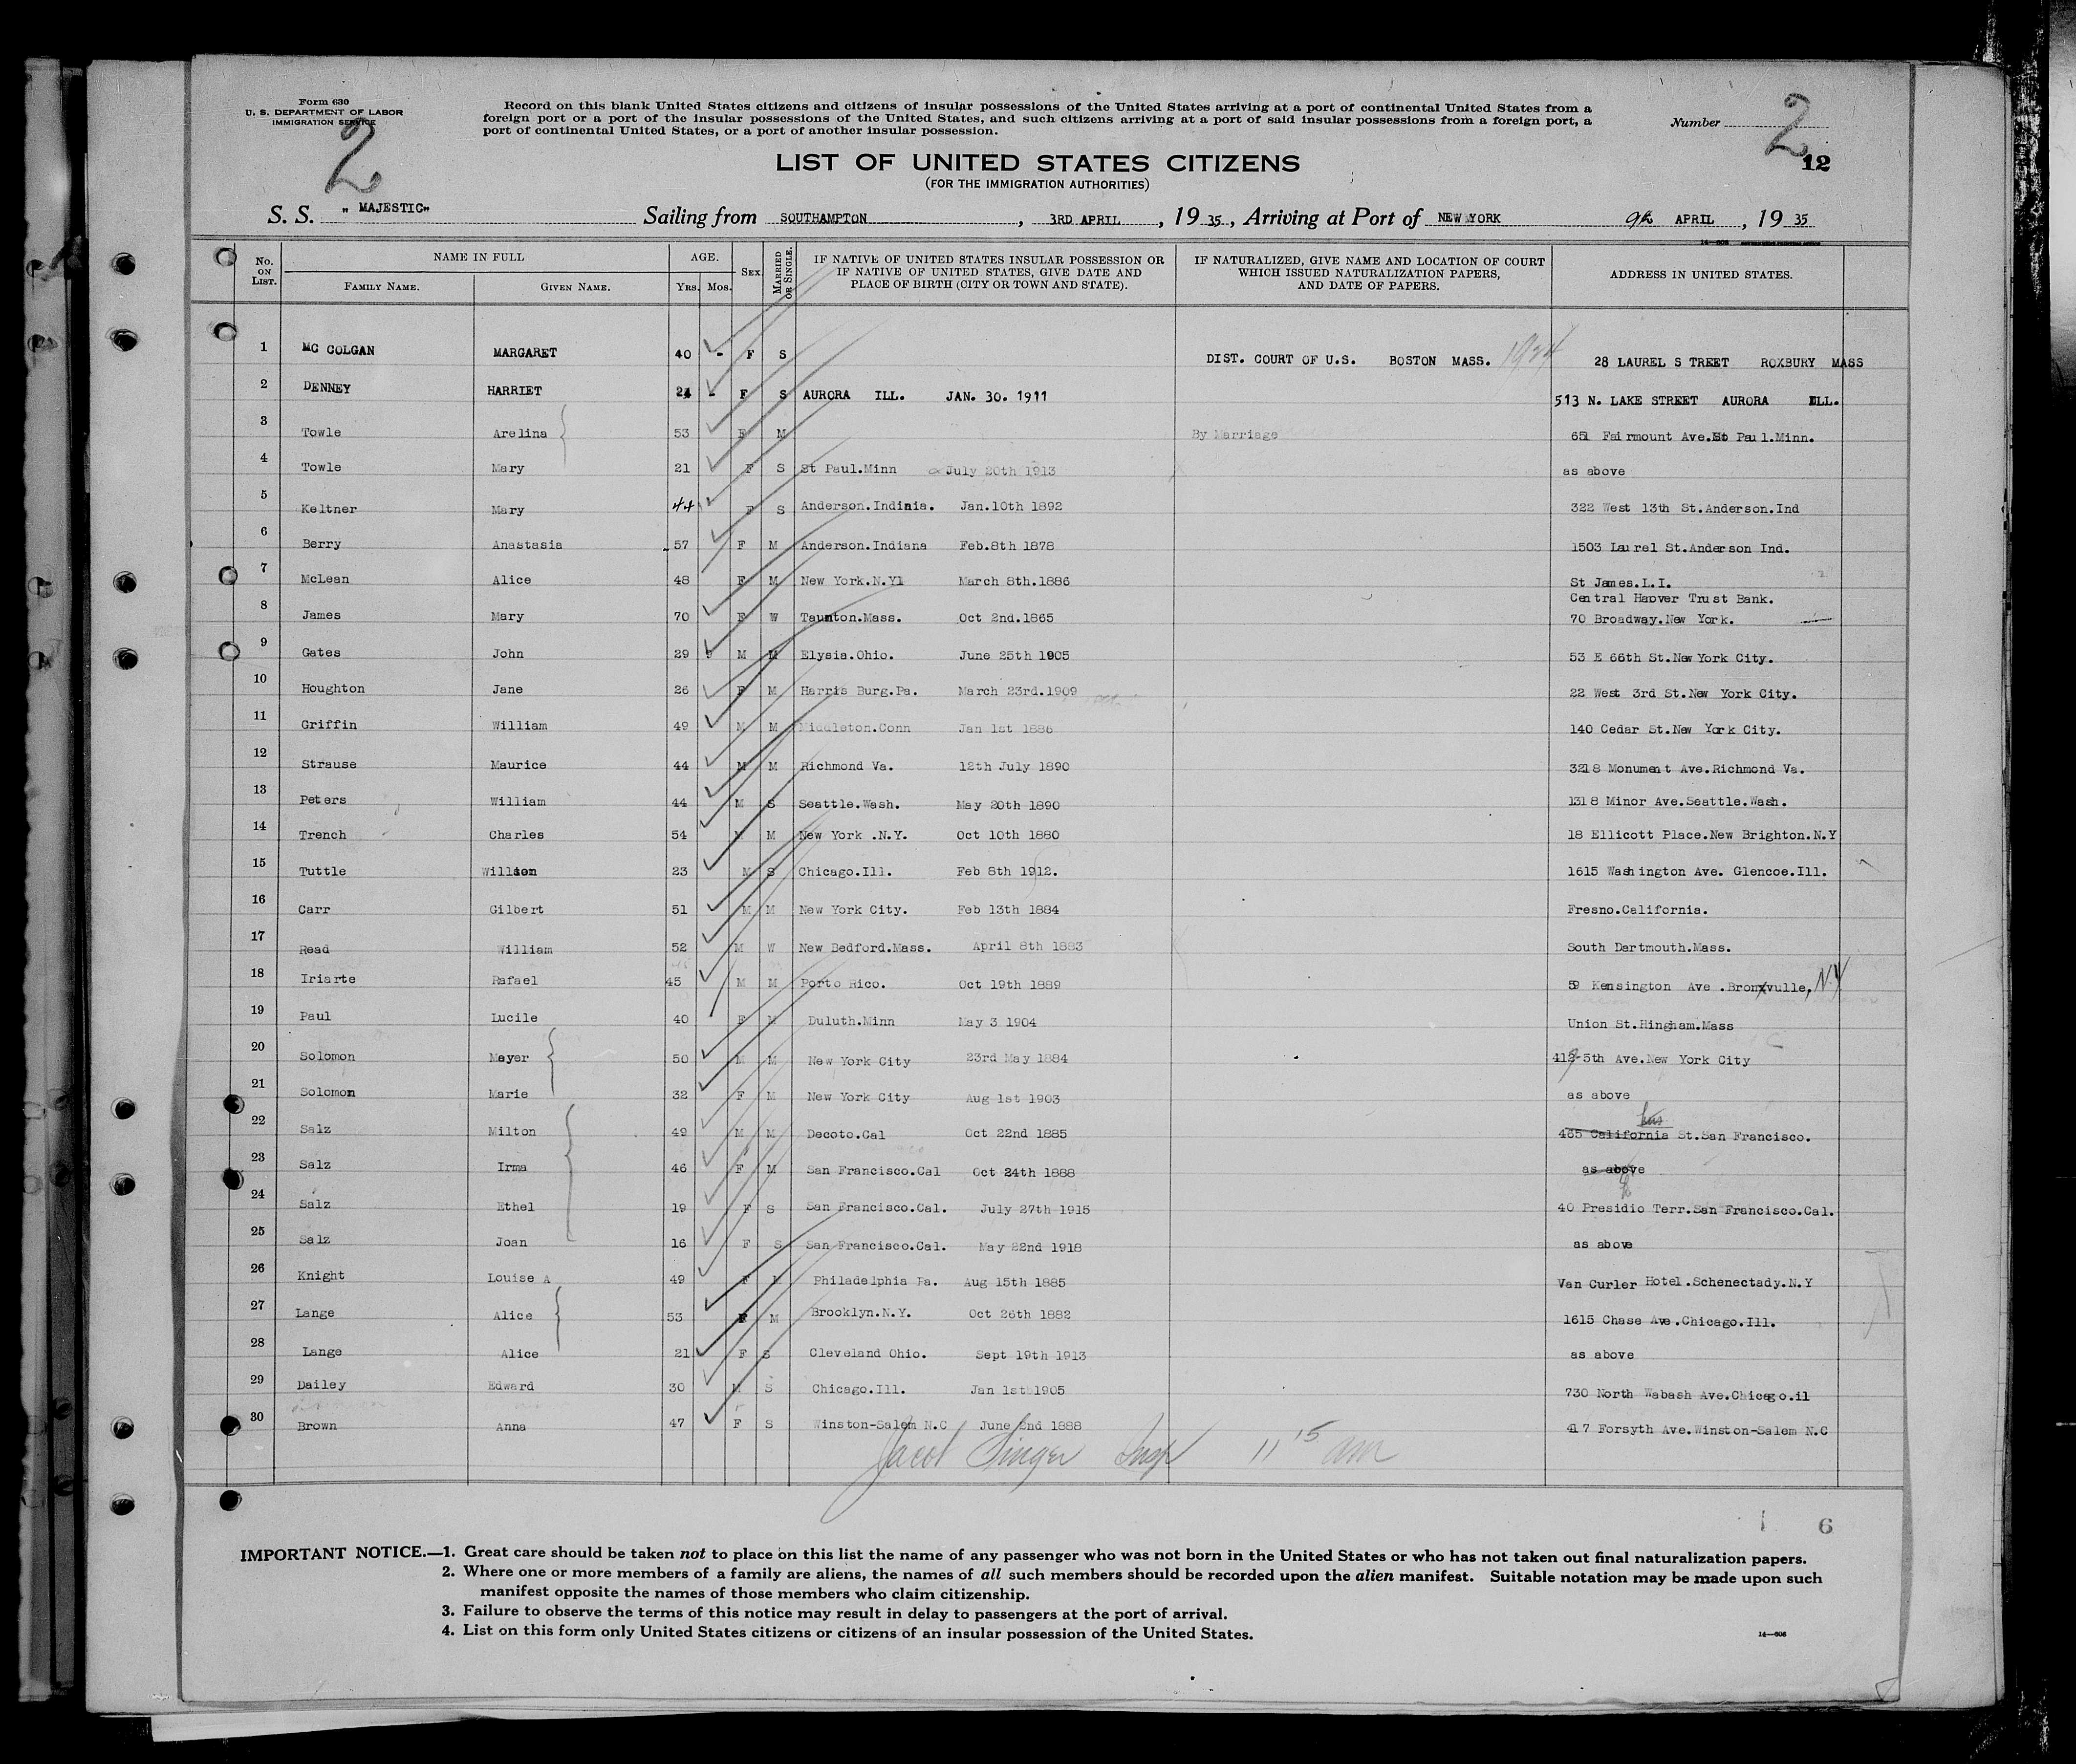 Form 630
U. S. DEPARTMENT OF LABOR
IMMIGRATION SERVICE
2
Record on this blank United States citizens and citizens of insular possessions of the United States arriving at a port of continental United States from a
foreign port or a port of the insular possessions of the United States, and such citizens arriving at a port of said insular possessions from a foreign port, a
port of continental United States, or a port of another insular possession.
Number 2
12
LIST OF UNITED STATES CITIZENS
(FOR THE IMMIGRATION AUTHORITIES)
S. S. " MAJESTIC" Sailing from SOUTHAMPTON , 3RD APRIL , 19 35, Arriving at Port of NEW YORK 9th APRIL , 19 35
No. ON LIST. NAME IN FULL FAMILY NAME. GIVEN NAME. AGE. YRS. MOS. SEX MARRIED OR SINGLE. IF NATIVE OF UNITED STATES INSULAR POSSESSION OR IF NATIVE OF UNITED STATES, GIVE DATE AND PLACE OF BIRTH (CITY OR TOWN AND STATE). IF NATURALIZED, GIVE NAME AND LOCATION OF COURT WHICH ISSUED NATURALIZATION PAPERS, AND DATE OF PAPERS. ADDRESS IN UNITED STATES.
1 MC COLGAN MARGARET 40 - F S DIST. COURT OF U.S. BOSTON MASS. 28 LAUREL S TREET ROXBURY MASS
2 DENNEY HARRIET 24 - F S AURORA ILL. JAN. 30. 1911 513 N. LAKE STREET AURORA ILL.
3 Towle Arelina 53 F M By Marriage 651 Fairmount Ave.St Paul.Minn.
4 Towle Mary 21 F S St Paul.Minn July 20th 1913 as above
5 Keltner Mary 44 F S Anderson.Indinia. Jan.10th 1892 322 West 13th St.Anderson.Ind
6 Berry Anastasia 57 F M Anderson.Indiana Feb.8th 1878 1503 Laurel St.Anderson Ind.
7 McLean Alice 48 F M New York.N.Y1 March 8th.1886 St James.L.I.
Central Hanover Trust Bank.
8 James Mary 70 F W Taunton.Mass. Oct 2nd.1865 70 Broadway.New York.
9 Gates John 29 9 M M Elysia.Ohio. June 25th 1905 53 E 66th St.New York City.
10 Houghton Jane 26 F M Harris Burg.Pa. March 23rd.1909 22 West 3rd St.New York City.
11 Griffin William 49 M M Middleton.Conn Jan 1st 1886 140 Cedar St.New York City.
12 Strause Maurice 44 M M Richmond Va. 12th July 1890 3218 Monument Ave.Richmond Va.
13 Peters William 44 M S Seattle.Wash. May 20th 1890 1318 Minor Ave.Seattle.Wash.
14 Trench Charles 54 M M New York .N.Y. Oct 10th 1880 18 Ellicott Place.New Brighton.N.Y
15 Tuttle 23 M S Chicago.Ill. Feb 8th 1912. 1615 Washington Ave. Glencoe.Ill.
16 Carr Gilbert 51 M M New York City. Feb 13th 1884 Fresno.California.
17 Read William 52 M W New Bedford.Mass. April 8th 1883 South Dartmouth.Mass.
18 Iriarte Rafael 45 M M Porto Rico. Oct 19th 1889 59 Kensington Ave .Bronxvulle, N.Y
19 Paul Lucile 40 F M Duluth.Minn May 3 1904 Union St.Hingham.Mass
20 Solomon Meyer 50 M M New York City 23rd May 1884 419-5th Ave.New York City
21 Solomon Marie 32 F M New York City Aug 1st 1903 as above
22 Salz Milton 49 M M Decoto.Cal Oct 22nd 1885 465 California St.San Francisco.
23 Salz Irma 46 F M San Francisco.Cal Oct 24th 1888 as above
24 Salz Ethel 19 F S San Francisco.Cal. July 27th 1915 40 Presidio Terr.San Francisco.Cal.
25 Salz Joan 16 F S San Francisco.Cal. May 22nd 1918 as above
26 Knight Louise A 49 F M Philadelphia Pa. Aug 15th 1885 Van Curler Hotel.Schenectady.N.Y
27 Lange Alice 53 F M Brooklyn.N.Y. Oct 26th 1882 1615 Chase Ave.Chicago.Ill.
28 Lange Alice 21 F S Cleveland Ohio. Sept 19th 1913 as above
29 Dailey Edward 30 M S Chicago.Ill. Jan 1st 1905 730 North Wabash Ave.Chicago.il
30 Brown Anna 47 F S Winston-Salem N.C June 2nd 1888 417 Forsyth Ave.Winston-Salem N.C
Jacob Singer Insp 11 15 am
6
IMPORTANT NOTICE.—1. Great care should be taken not to place on this list the name of any passenger who was not born in the United States or who has not taken out final naturalization papers.
2. Where one or more members of a family are aliens, the names of all such members should be recorded upon the alien manifest. Suitable notation may be made upon such
manifest opposite the names of those members who claim citizenship.
3. Failure to observe the terms of this notice may result in delay to passengers at the port of arrival.
4. List on this form only United States citizens or citizens of an insular possession of the United States.
14—606